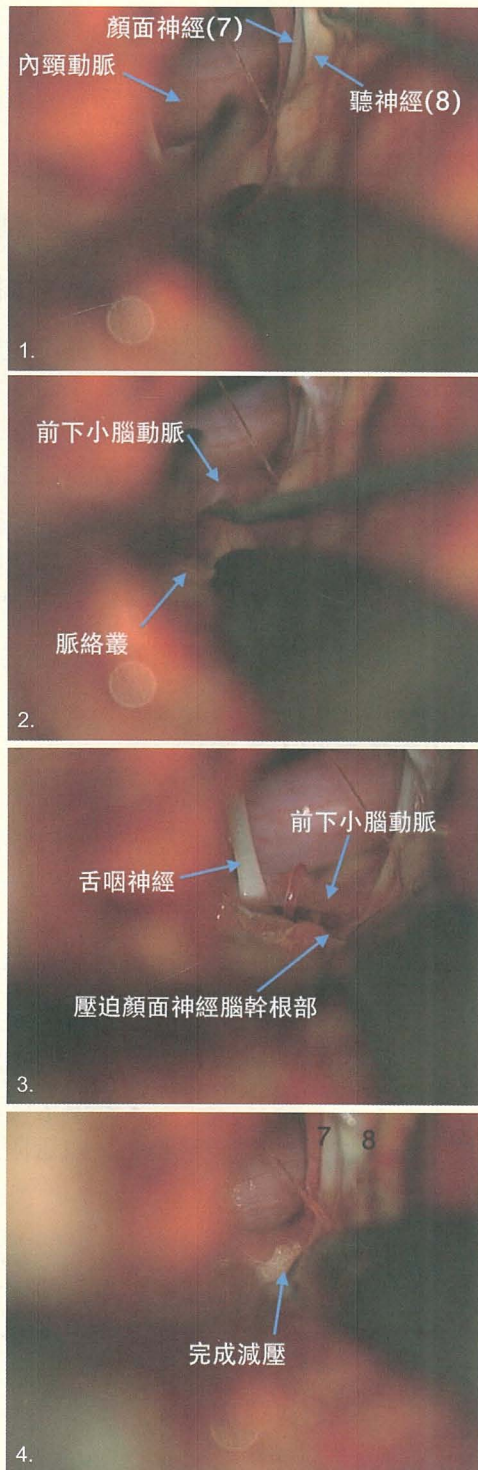 顏面神經(7)
內頸動脈
聽神經(8)
1.
前下小腦動脈
脈絡叢
2.
前下小腦動脈
舌咽神經
壓迫顏面神經腦幹根部
3.
7 8
完成減壓
4.